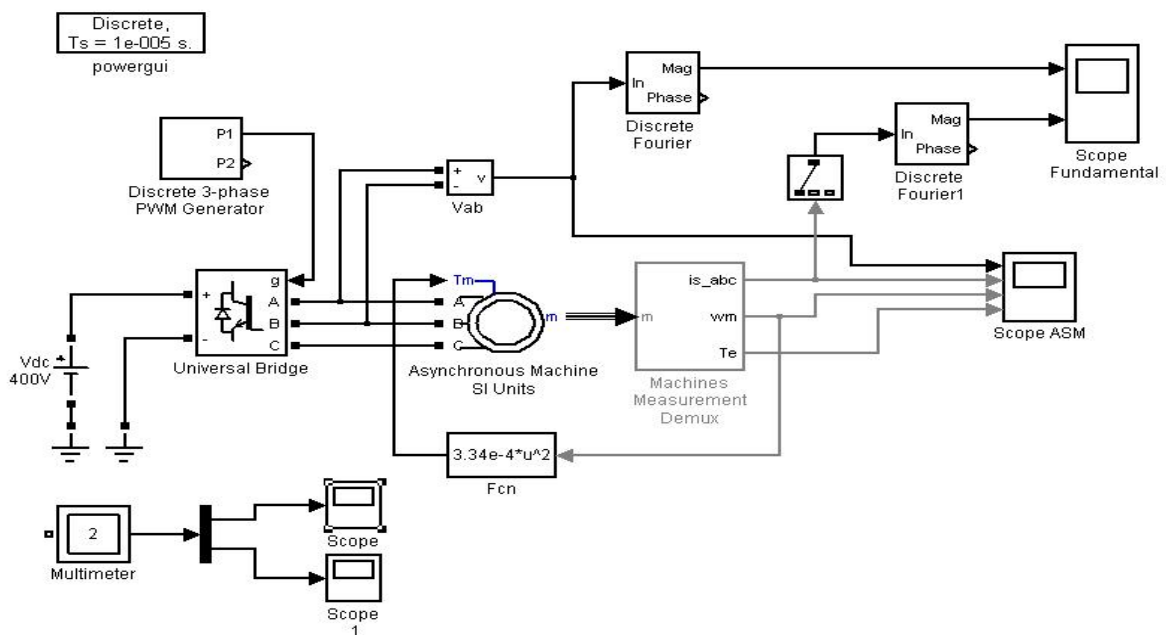 Discrete,
Ts = 1e-005 s.
powergui
P1
P2
Discrete 3-phase
PWM Generator
+
-
v
Vab
In
Mag
Phase
Discrete
Fourier
In
Mag
Phase
Discrete
Fourier1
Scope
Fundamental
Vdc
400V
+
+
-
g
A
B
C
Universal Bridge
Tm
A
B
C
m
Asynchronous Machine
SI Units
m
is_abc
wm
Te
Machines
Measurement
Demux
Scope ASM
3.34e-4*u^2
Fcn
2
Multimeter
Scope
Scope
1